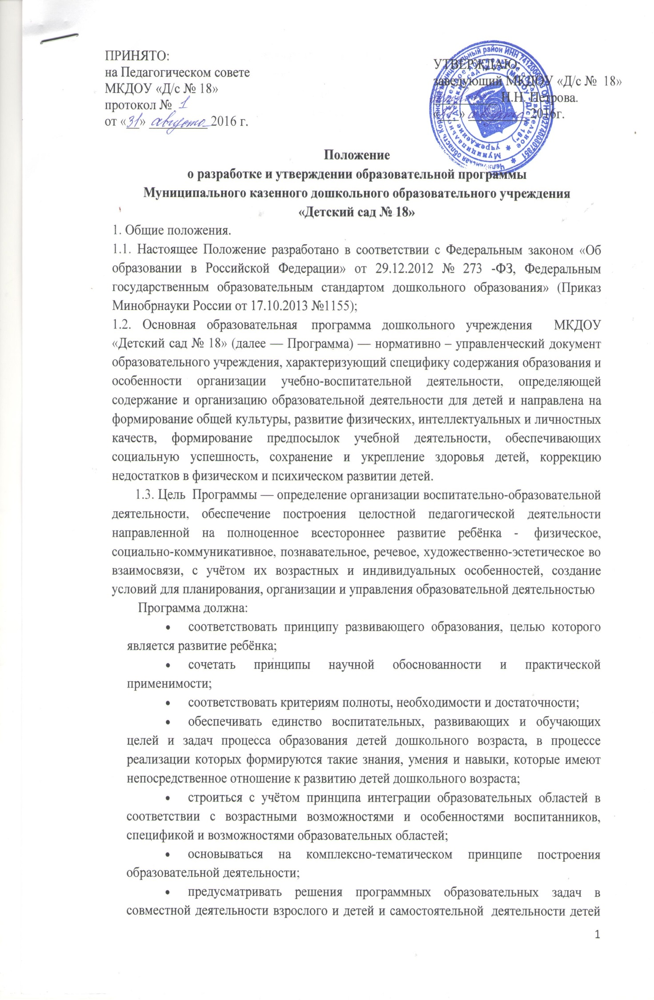 ПРИНЯТО:
на Педагогическом совете
МКДОУ «Д/с № 18»
протокол № 1
от «31» августа 2016 г.
УТВЕРЖДАЮ:
заведующий МКДОУ «Д/с № 18»
Н.Н. Петрова.
«31» августа 2016г.
Положение
о разработке и утверждении образовательной программы
Муниципального казенного дошкольного образовательного учреждения
«Детский сад № 18»
1. Общие положения.
1.1. Настоящее Положение разработано в соответствии с Федеральным законом «Об
образовании в Российской Федерации» от 29.12.2012 № 273 -ФЗ, Федеральным
государственным образовательным стандартом дошкольного образования» (Приказ
Минобрнауки России от 17.10.2013 №1155);
1.2. Основная образовательная программа дошкольного учреждения МКДОУ
«Детский сад № 18» (далее — Программа) — нормативно – управленческий документ
образовательного учреждения, характеризующий специфику содержания образования и
особенности организации учебно-воспитательной деятельности, определяющей
содержание и организацию образовательной деятельности для детей и направлена на
формирование общей культуры, развитие физических, интеллектуальных и личностных
качеств, формирование предпосылок учебной деятельности, обеспечивающих
социальную успешность, сохранение и укрепление здоровья детей, коррекцию
недостатков в физическом и психическом развитии детей.
1.3. Цель Программы — определение организации воспитательно-образовательной
деятельности, обеспечение построения целостной педагогической деятельности
направленной на полноценное всестороннее развитие ребёнка - физическое,
социально-коммуникативное, познавательное, речевое, художественно-эстетическое во
взаимосвязи, с учётом их возрастных и индивидуальных особенностей, создание
условий для планирования, организации и управления образовательной деятельностью
Программа должна:
• соответствовать принципу развивающего образования, целью которого
является развитие ребёнка;
• сочетать принципы научной обоснованности и практической
применимости;
• соответствовать критериям полноты, необходимости и достаточности;
• обеспечивать единство воспитательных, развивающих и обучающих
целей и задач процесса образования детей дошкольного возраста, в процессе
реализации которых формируются такие знания, умения и навыки, которые имеют
непосредственное отношение к развитию детей дошкольного возраста;
• строиться с учётом принципа интеграции образовательных областей в
соответствии с возрастными возможностями и особенностями воспитанников,
спецификой и возможностями образовательных областей;
• основываться на комплексно-тематическом принципе построения
образовательной деятельности;
• предусматривать решения программных образовательных задач в
совместной деятельности взрослого и детей и самостоятельной деятельности детей
1